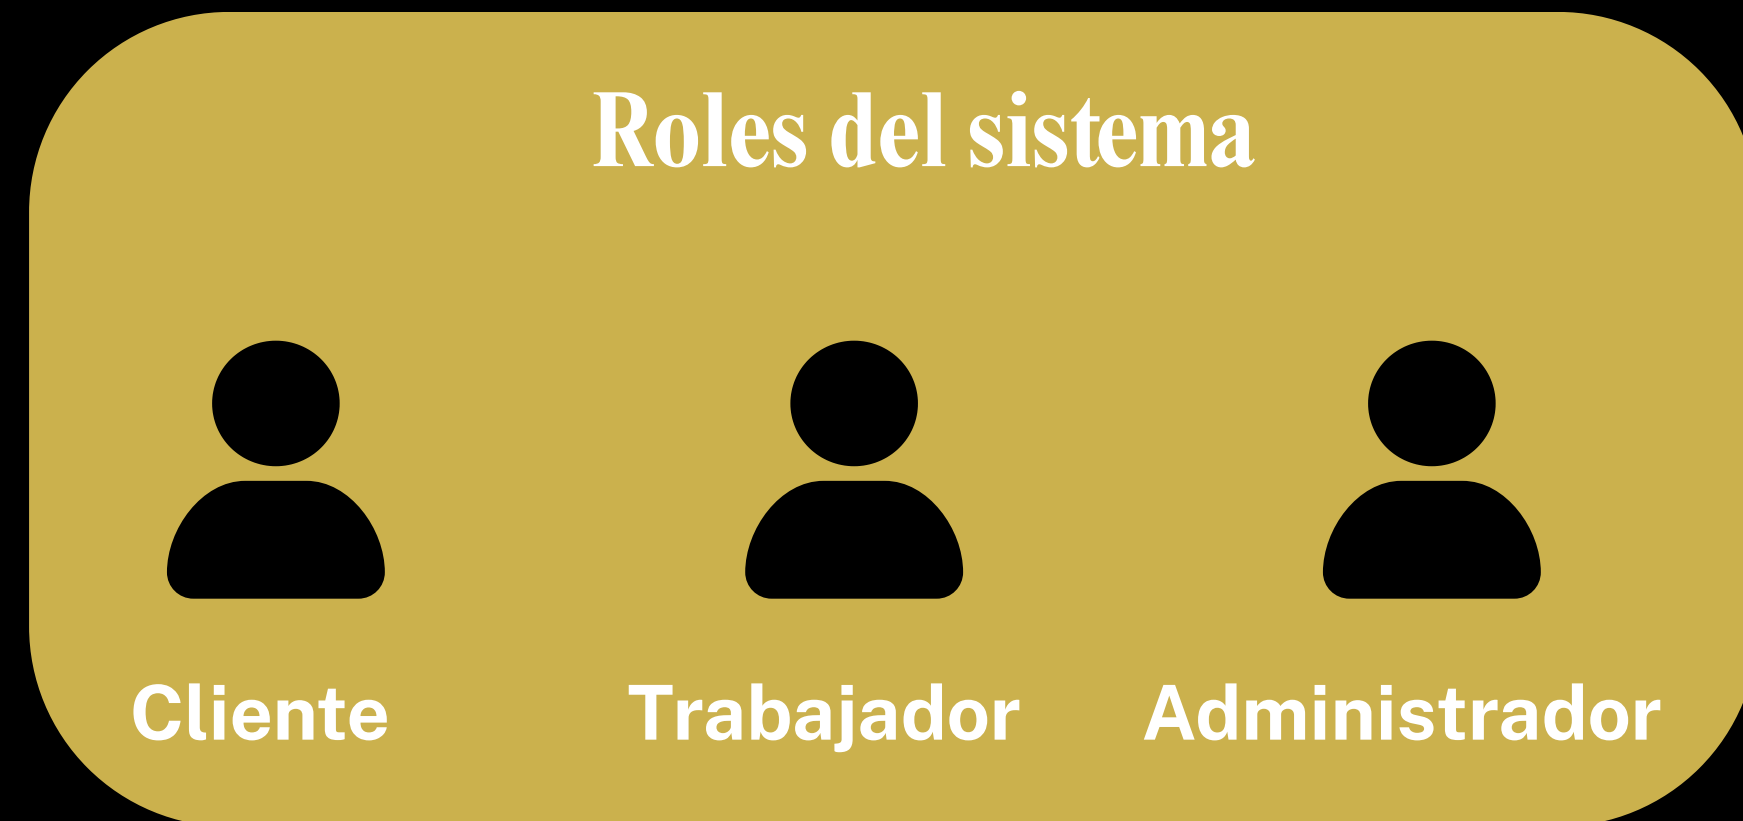 Roles del sistema
Cliente
Trabajador
Administrador